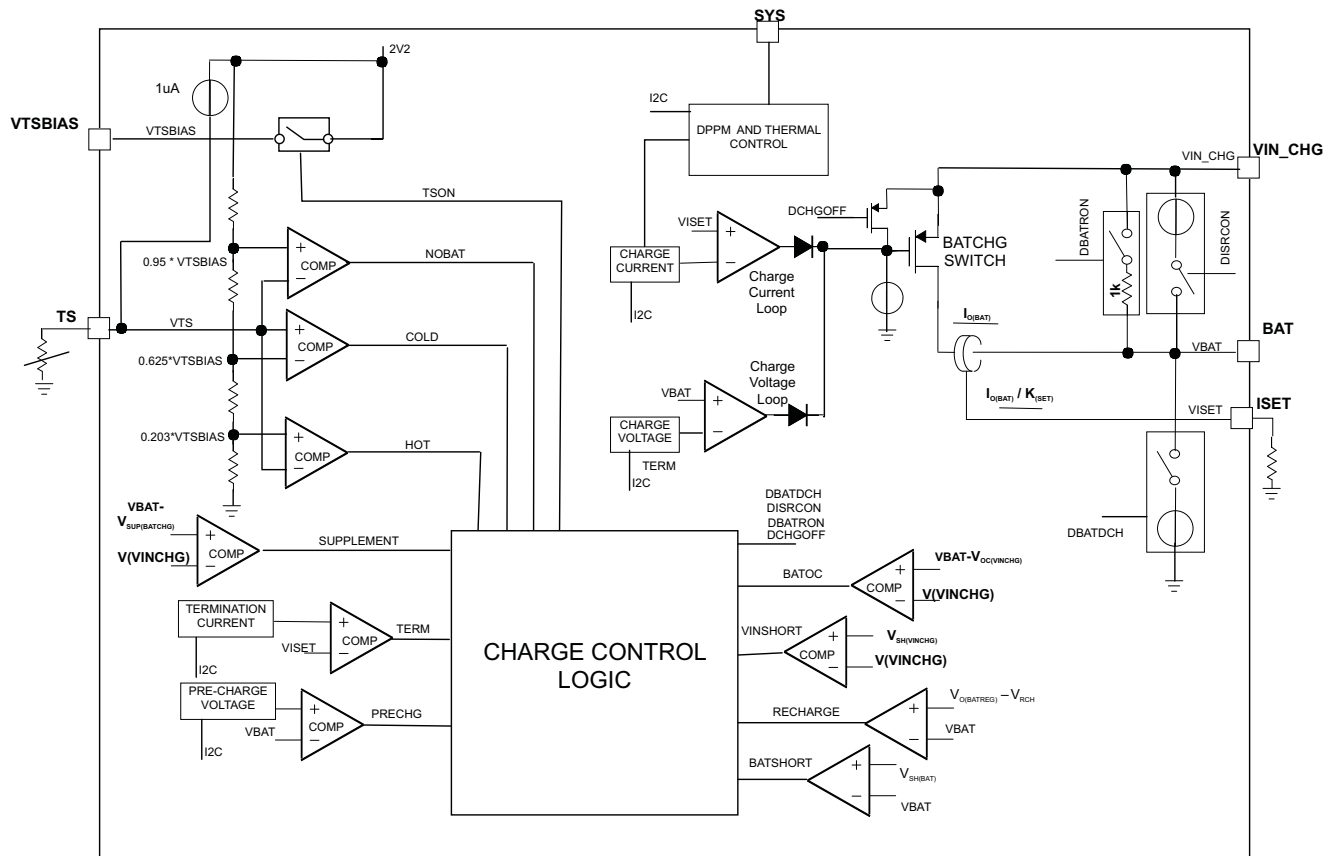 SYS
2V2
1uA
I2C
DPPM AND THERMAL
CONTROL
VTSBIAS
VTSBIAS
VIN_CHG
VIN_CHG
TSON
DCHGOFF
VISET
+
−
CHARGE
CURRENT
I2C
Charge
Current
Loop
BATCHG
SWITCH
DBATRON
1k
DISRCON
0.95 * VTSBIAS
+
−
COMP
NOBAT
TS
VTS
+
−
COMP
COLD
0.625*VTSBIAS
IO(BAT)
BAT
VBAT
Charge
Voltage
Loop
VBAT
+
−
CHARGE
VOLTAGE
TERM
I2C
IO(BAT) / K(SET)
VISET
ISET
0.203*VTSBIAS
+
−
COMP
HOT
DBATDCH
VBAT-
VSUP(BATCHG)
V(VINCHG)
+
−
COMP
SUPPLEMENT
DBATDCH
DISRCON
DBATRON
DCHGOFF
BATOC
COMP
+
−
VBAT-VOC(VINCHG)
V(VINCHG)
TERMINATION
CURRENT
I2C
VISET
+
−
COMP
TERM
CHARGE CONTROL
LOGIC
VINSHORT
COMP
+
−
VSH(VINCHG)
V(VINCHG)
PRE-CHARGE
VOLTAGE
I2C
VBAT
+
−
COMP
PRECHG
RECHARGE
+
−
VO(BATREG) – VRCH
VBAT
BATSHORT
+
−
VSH(BAT)
VBAT